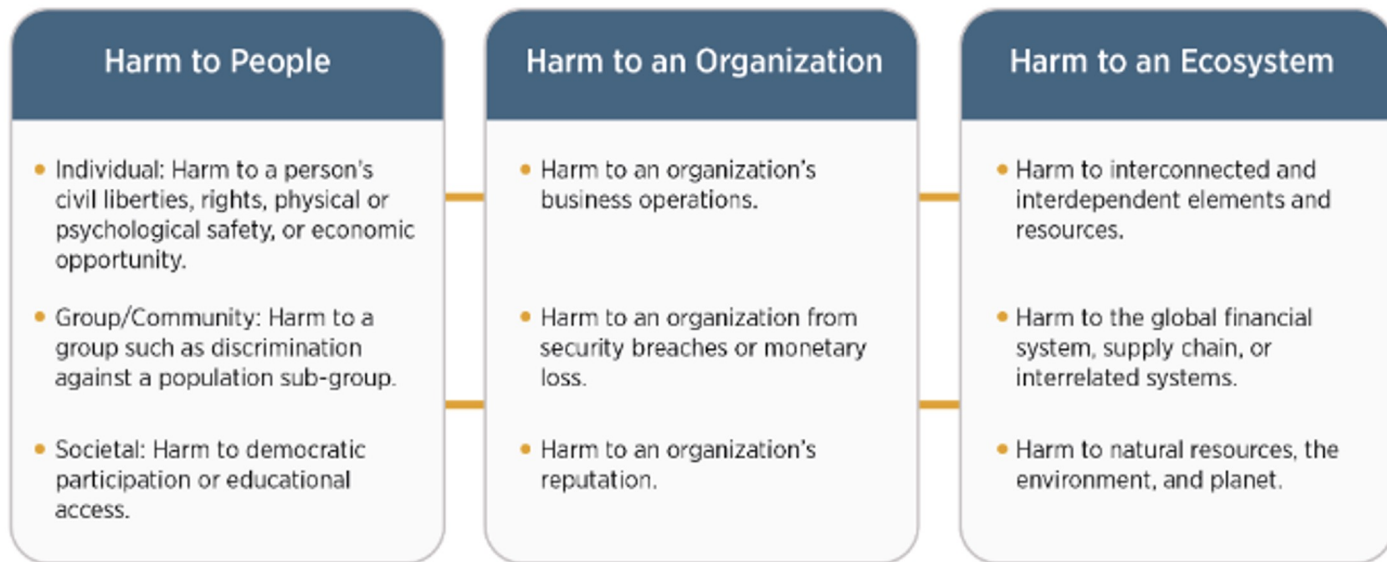 Harm to People
Individual: Harm to a person's
civil liberties, rights, physical or
psychological safety, or economic
opportunity.
Group/Community: Harm to a
group such as discrimination
against a population sub-group.
Societal: Harm to democratic
participation or educational
access.
Harm to an Organization
Harm to an organization's
business operations.
Harm to an organization from
security breaches or monetary
loss.
Harm to an organization's
reputation.
Harm to an Ecosystem
Harm to interconnected and
interdependent elements and
resources.
Harm to the global financial
system, supply chain, or
interrelated systems.
Harm to natural resources, the
environment, and planet.